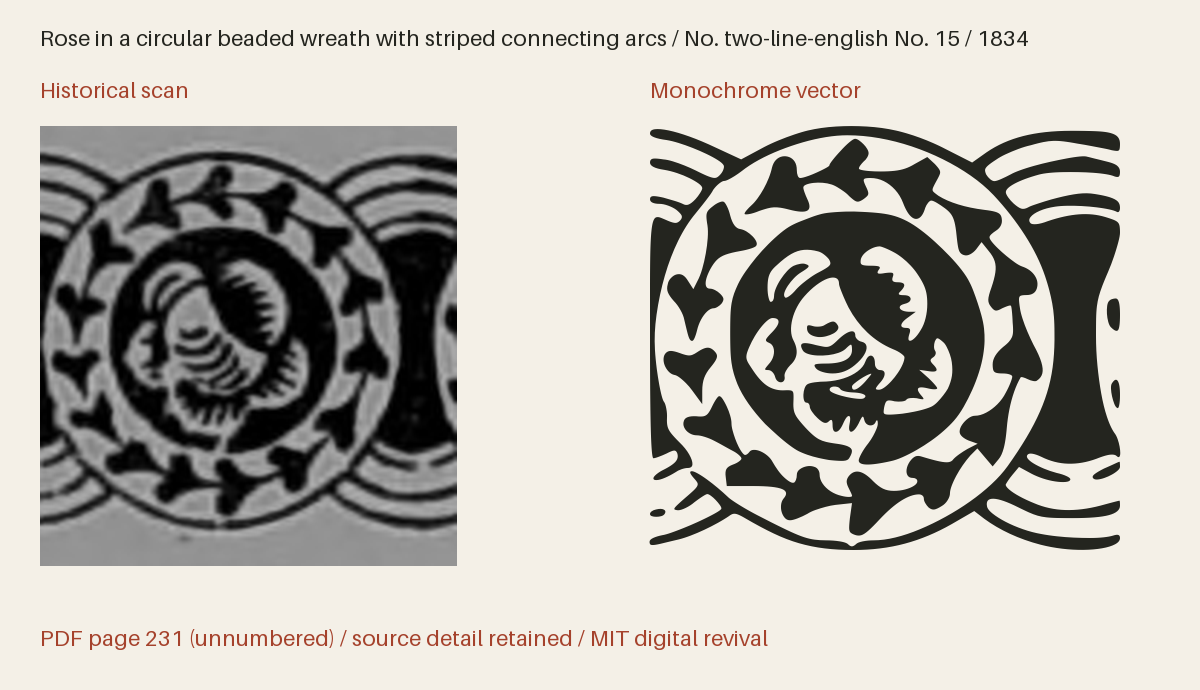 Rose in a circular beaded wreath with striped connecting arcs / No. two-line-english No. 15 / 1834
Historical scan
Monochrome vector
PDF page 231 (unnumbered) / source detail retained / MIT digital revival